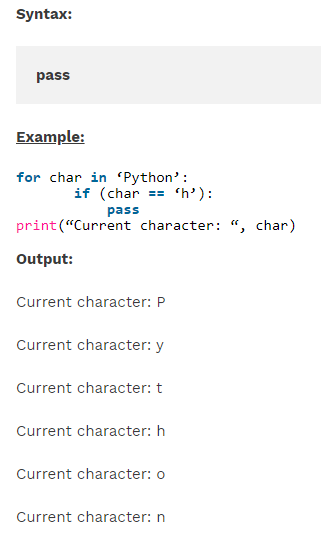 Syntax:
pass
Example:
for char in ‘Python’:
if (char == ‘h’):
pass
print(“Current character: “, char)
Output:
Current character: P
Current character: y
Current character: t
Current character: h
Current character: o
Current character: n